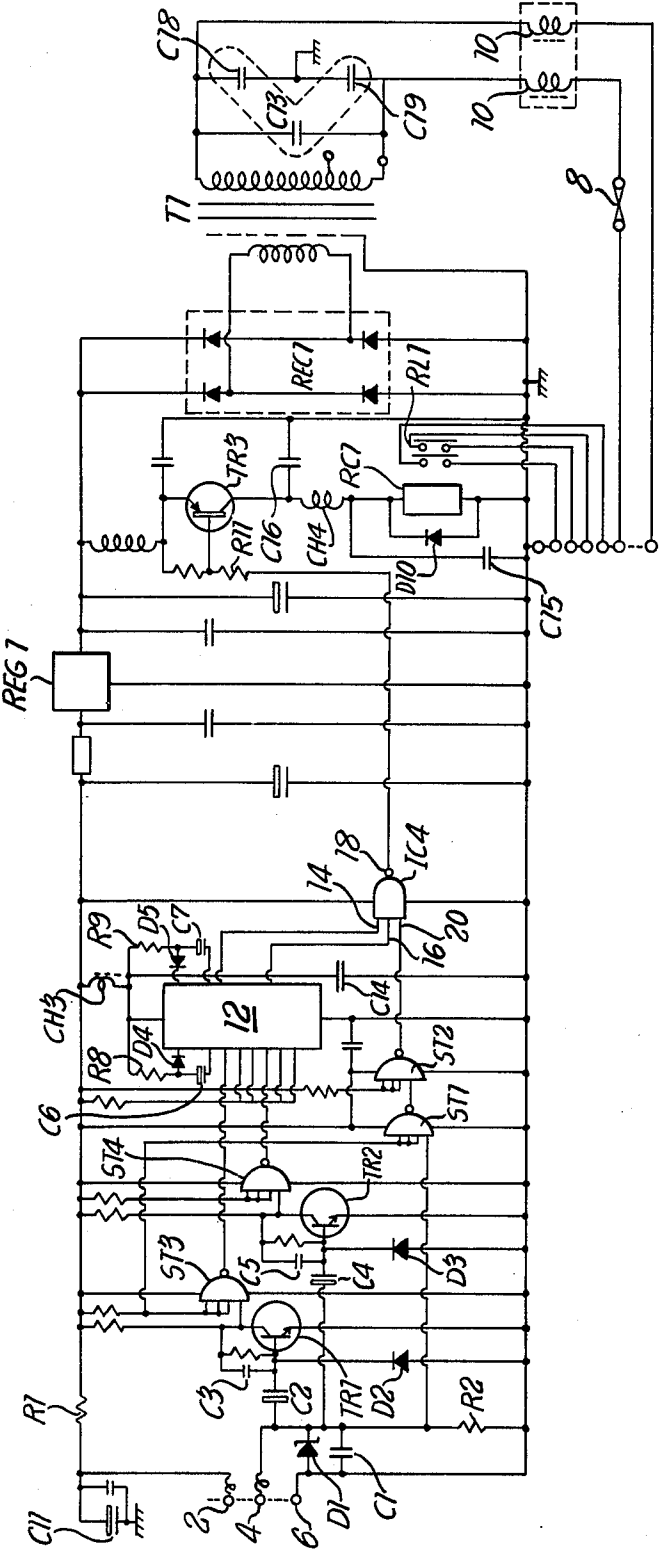 C18
C13
C19
10
10
8
T1
REC1
RL1
TR3
R11
C16
CH4
RC1
D10
C15
REG 1
18
IC4
14
16
20
R9
D5
C7
CH3
12
C14
R8
D4
C6
ST2
ST1
ST4
TR2
ST3
C5
C4
D3
R1
C3
C2
TR1
D2
R2
C11
2
4
6
D1
C1